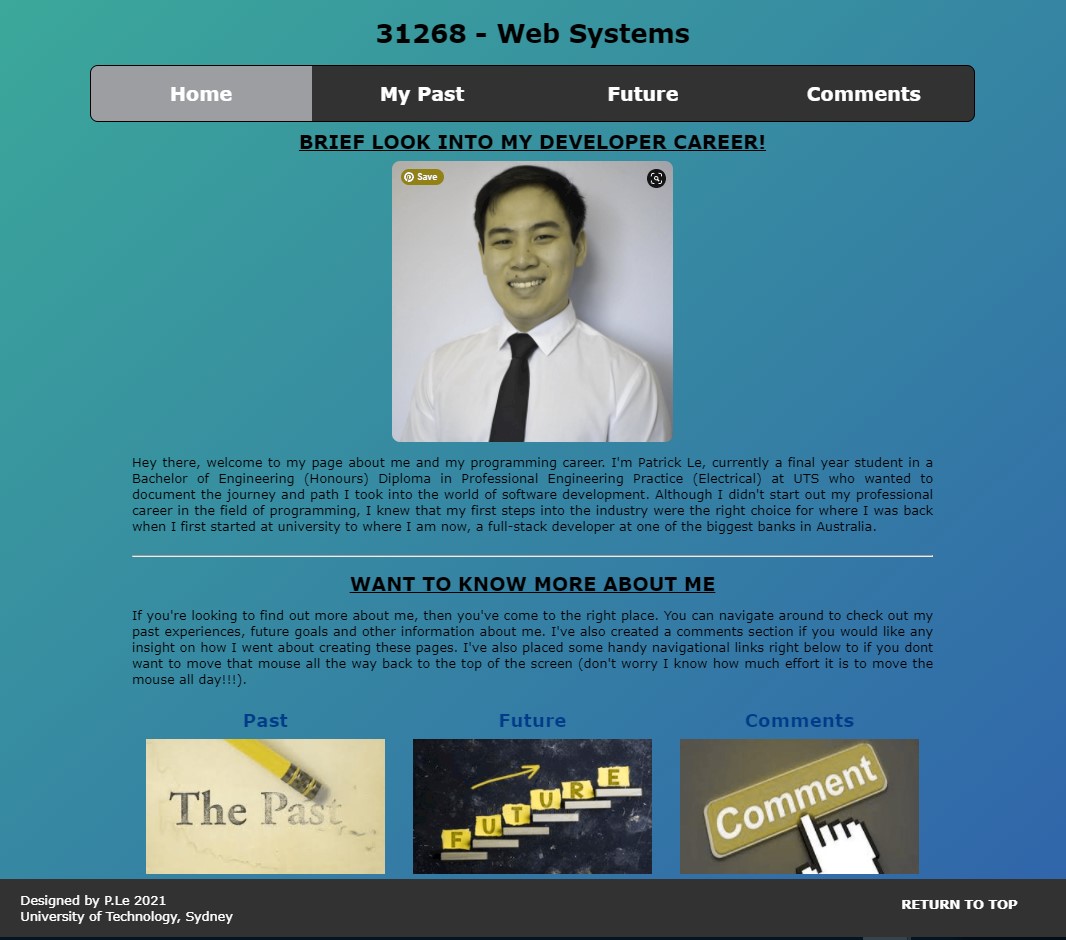 31268 - Web Systems
Home My Past Future Comments
BRIEF LOOK INTO MY DEVELOPER CAREER!
Save
Hey there, welcome to my page about me and my programming career. I'm Patrick Le, currently a final year student in a
Bachelor of Engineering (Honours) Diploma in Professional Engineering Practice (Electrical) at UTS who wanted to
document the journey and path I took into the world of software development. Although I didn't start out my professional
career in the field of programming, I knew that my first steps into the industry were the right choice for where I was back
when I first started at university to where I am now, a full-stack developer at one of the biggest banks in Australia.
WANT TO KNOW MORE ABOUT ME
If you're looking to find out more about me, then you've come to the right place. You can navigate around to check out my
past experiences, future goals and other information about me. I've also created a comments section if you would like any
insight on how I went about creating these pages. I've also placed some handy navigational links right below to if you dont
want to move that mouse all the way back to the top of the screen (don't worry I know how much effort it is to move the
mouse all day!!!).
Past Future Comments
The Past
FUTURE
Comment
Designed by P.Le 2021
University of Technology, Sydney
RETURN TO TOP